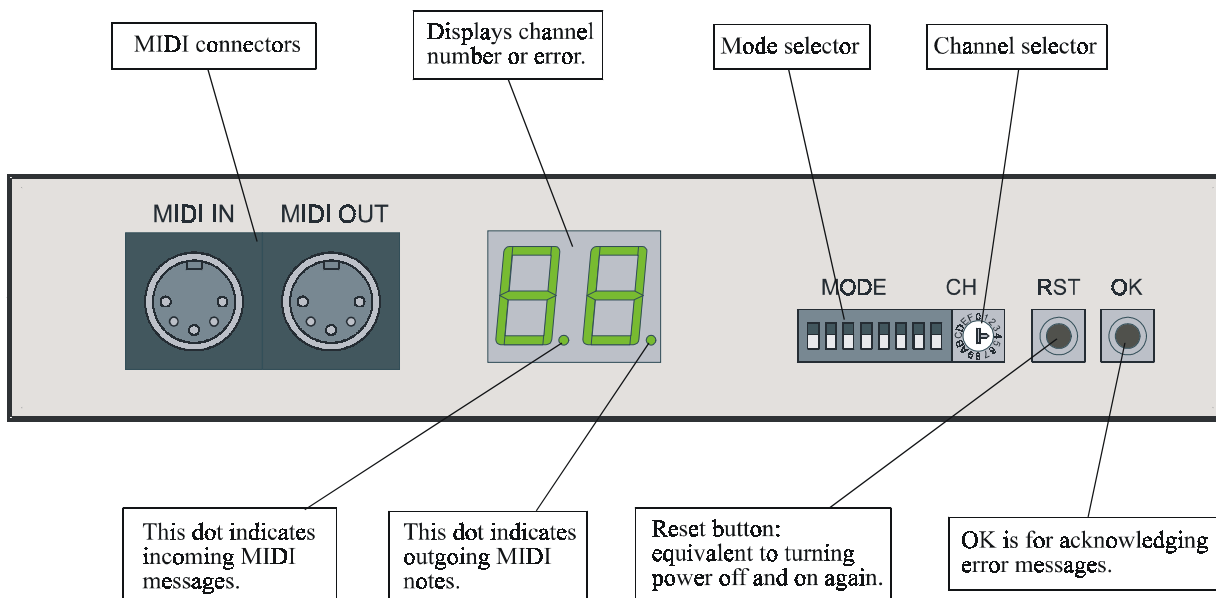 MIDI connectors
Displays channel
number or error.
Mode selector
Channel selector
MIDI IN
MIDI OUT
MODE
CH
RST
OK
0123456789ABCDEF
This dot indicates
incoming MIDI
messages.
This dot indicates
outgoing MIDI
notes.
Reset button:
equivalent to turning
power off and on again.
OK is for acknowledging
error messages.